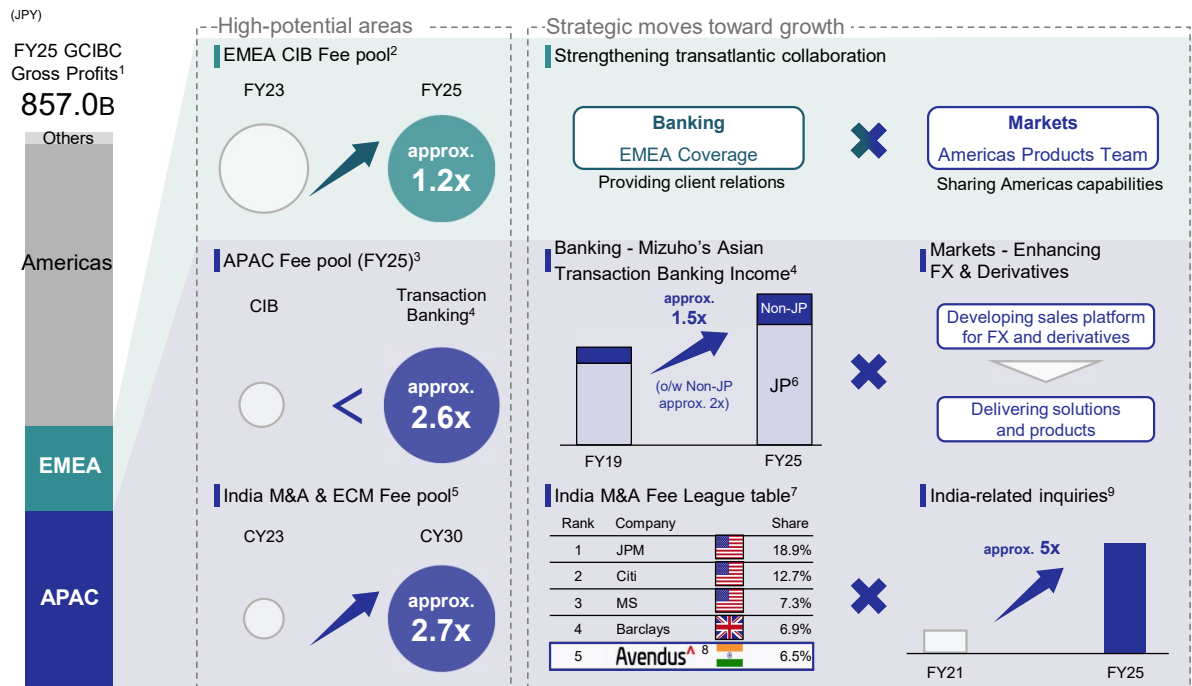 (JPY)
FY25 GCIBC
Gross Profits1
857.0B
Others
Americas
EMEA
APAC
High-potential areas
EMEA CIB Fee pool2
FY23
FY25
approx.
1.2x
APAC Fee pool (FY25)3
CIB
Transaction
Banking4
<
approx.
2.6x
India M&A & ECM Fee pool5
CY23
CY30
approx.
2.7x
Strategic moves toward growth
Strengthening transatlantic collaboration
Banking
EMEA Coverage
Providing client relations
Markets
Americas Products Team
Sharing Americas capabilities
Banking - Mizuho's Asian
Transaction Banking Income4
approx.
1.5x
(o/w Non-JP
approx. 2x)
Non-JP
JP6
FY19
FY25
Markets - Enhancing
FX & Derivatives
Developing sales platform
for FX and derivatives
Delivering solutions
and products
India M&A Fee League table7
Rank Company Share
1 JPM 18.9%
2 Citi 12.7%
3 MS 7.3%
4 Barclays 6.9%
5 Avendus 8 6.5%
India-related inquiries9
approx. 5x
FY21
FY25